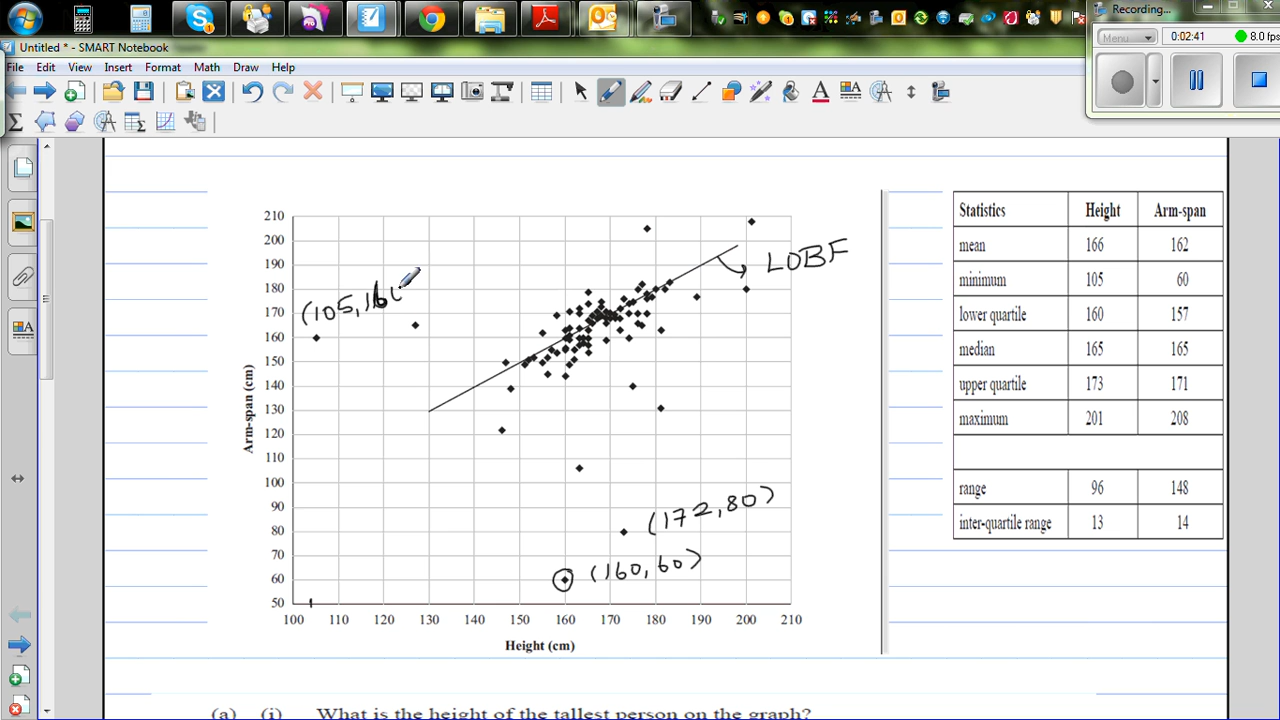 Recording...
Untitled * - SMART Notebook
Menu
0:02:41
8.0 fps
File Edit View Insert Format Math Draw Help
210
200
190
180
170
160
150
140
130
120
110
100
90
80
70
60
50
Arm-span (cm)
100 110 120 130 140 150 160 170 180 190 200 210
Height (cm)
LOBF
(105,160
(172,80)
(160,60)
Statistics Height Arm-span
mean 166 162
minimum 105 60
lower quartile 160 157
median 165 165
upper quartile 173 171
maximum 201 208
range 96 148
inter-quartile range 13 14
(a) (i) What is the height of the tallest person on the graph?